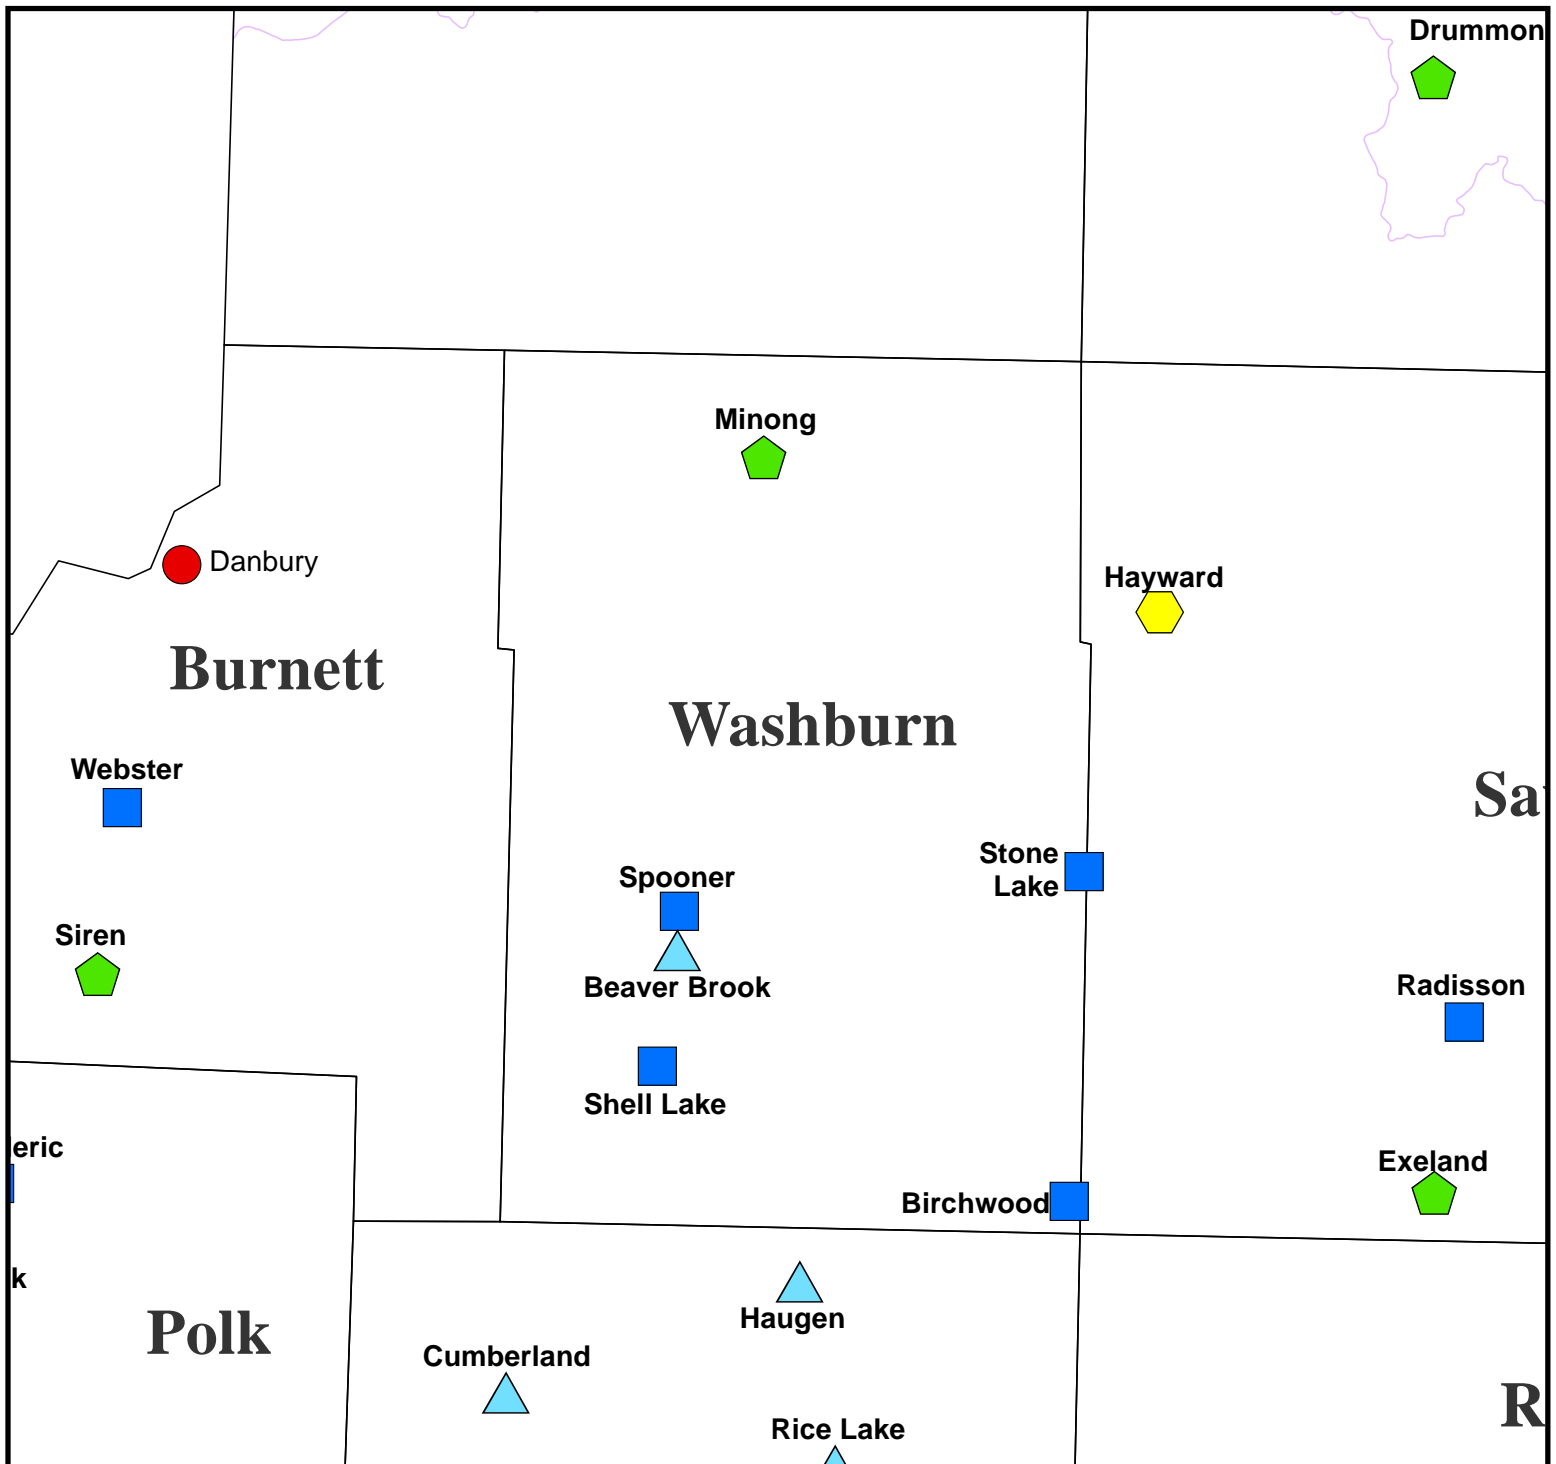 Drummon
Minong
Danbury
Hayward
Burnett
Washburn
Webster
Sa
Stone
Lake
Spooner
Siren
Beaver Brook
Radisson
Shell Lake
eric
Exeland
Birchwood
k
Haugen
Polk
Cumberland
R
Rice Lake